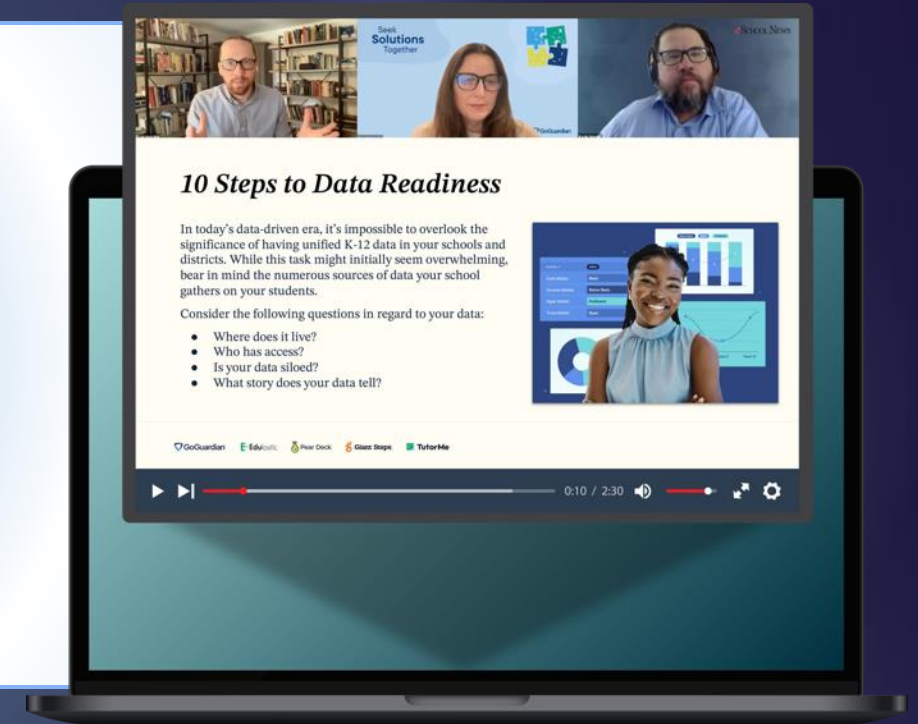 Seek
Solutions
Together
eSCHOOL NEWS
GoGuardian
10 Steps to Data Readiness
In today's data-driven era, it's impossible to overlook the
significance of having unified K-12 data in your schools and
districts. While this task might initially seem overwhelming,
bear in mind the numerous sources of data your school
gathers on your students.
Consider the following questions in regard to your data:
● Where does it live?
● Who has access?
● Is your data siloed?
● What story does your data tell?
GoGuardian Edulastic Pear Deck Giant Steps TutorMe
0:10 / 2:30